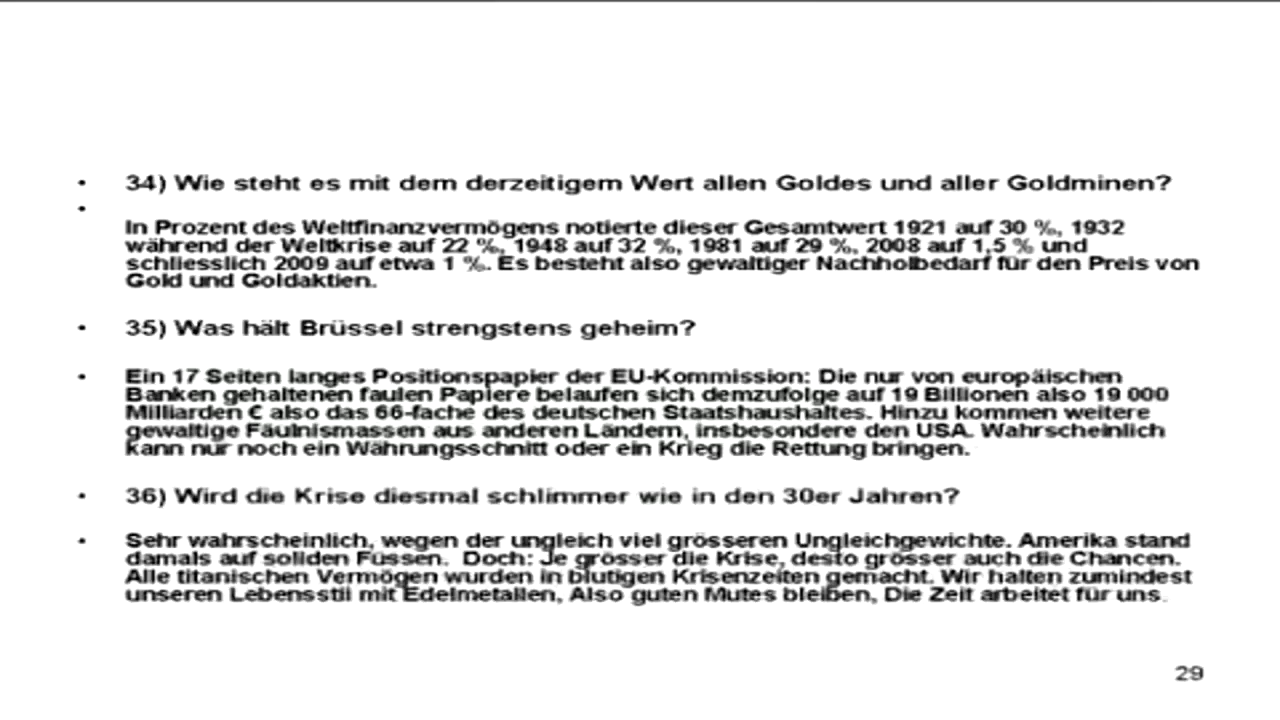 • 34) Wie steht es mit dem derzeitigem Wert allen Goldes und aller Goldminen?
•
In Prozent des Weltfinanzvermögens notierte dieser Gesamtwert 1921 auf 30 %, 1932
während der Weltkrise auf 22 %, 1948 auf 32 %, 1981 auf 29 %, 2008 auf 1,5 % und
schliesslich 2009 auf etwa 1 %. Es besteht also gewaltiger Nachholbedarf für den Preis von
Gold und Goldaktien.
• 35) Was hält Brüssel strengstens geheim?
• Ein 17 Seiten langes Positionspapier der EU-Kommission: Die nur von europäischen
Banken gehaltenen faulen Papiere belaufen sich demzufolge auf 19 Billionen also 19 000
Milliarden € also das 66-fache des deutschen Staatshaushaltes. Hinzu kommen weitere
gewaltige Fäulnismassen aus anderen Ländern, insbesondere den USA. Wahrscheinlich
kann nur noch ein Währungsschnitt oder ein Krieg die Rettung bringen.
• 36) Wird die Krise diesmal schlimmer wie in den 30er Jahren?
• Sehr wahrscheinlich, wegen der ungleich viel grösseren Ungleichgewichte. Amerika stand
damals auf soliden Füssen. Doch: Je grösser die Krise, desto grösser auch die Chancen.
Alle titanischen Vermögen wurden in blutigen Krisenzeiten gemacht. Wir halten zumindest
unseren Lebensstil mit Edelmetallen, Also guten Mutes bleiben, Die Zeit arbeitet für uns.
29